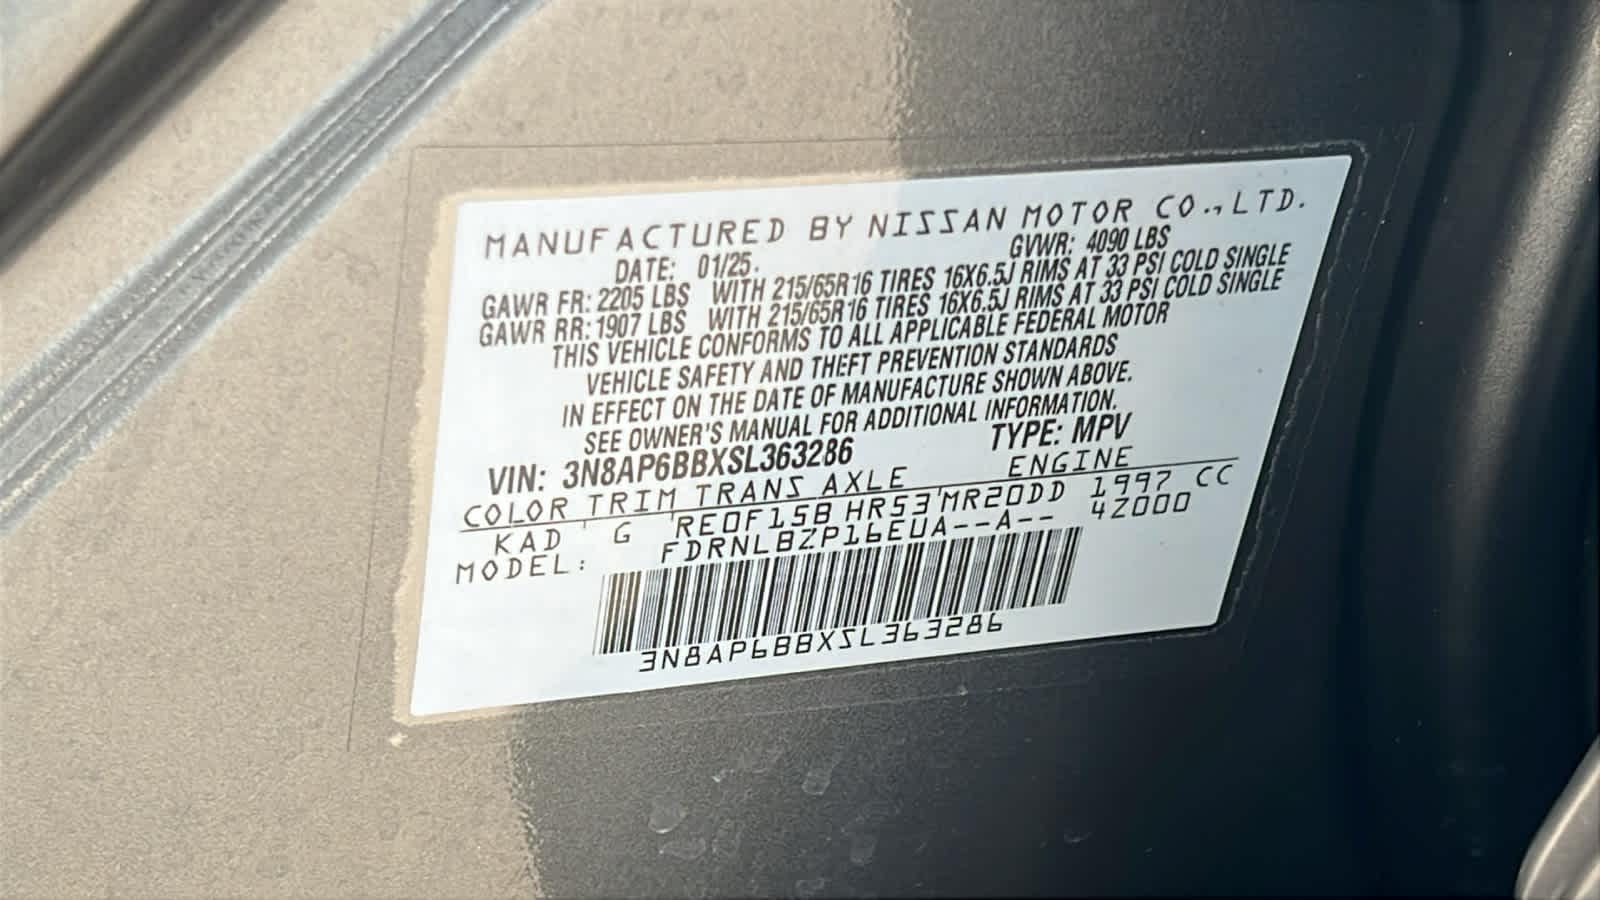 MANUFACTURED BY NISSAN MOTOR CO., LTD.
DATE: 01/25. GVWR: 4090 LBS
GAWR FR: 2205 LBS WITH 215/65R16 TIRES 16X6.5J RIMS AT 33 PSI COLD SINGLE
GAWR RR: 1907 LBS WITH 215/65R16 TIRES 16X6.5J RIMS AT 33 PSI COLD SINGLE
THIS VEHICLE CONFORMS TO ALL APPLICABLE FEDERAL MOTOR
VEHICLE SAFETY AND THEFT PREVENTION STANDARDS
IN EFFECT ON THE DATE OF MANUFACTURE SHOWN ABOVE.
SEE OWNER'S MANUAL FOR ADDITIONAL INFORMATION.
VIN: 3N8AP6BBXSL363286 TYPE: MPV
COLOR TRIM TRANS AXLE ENGINE
KAD G RE0F15B HR53 MR20DD 1997 CC
MODEL: FDRNLBZP16EUA--A-- 4Z000
3N8AP6BBXSL363286